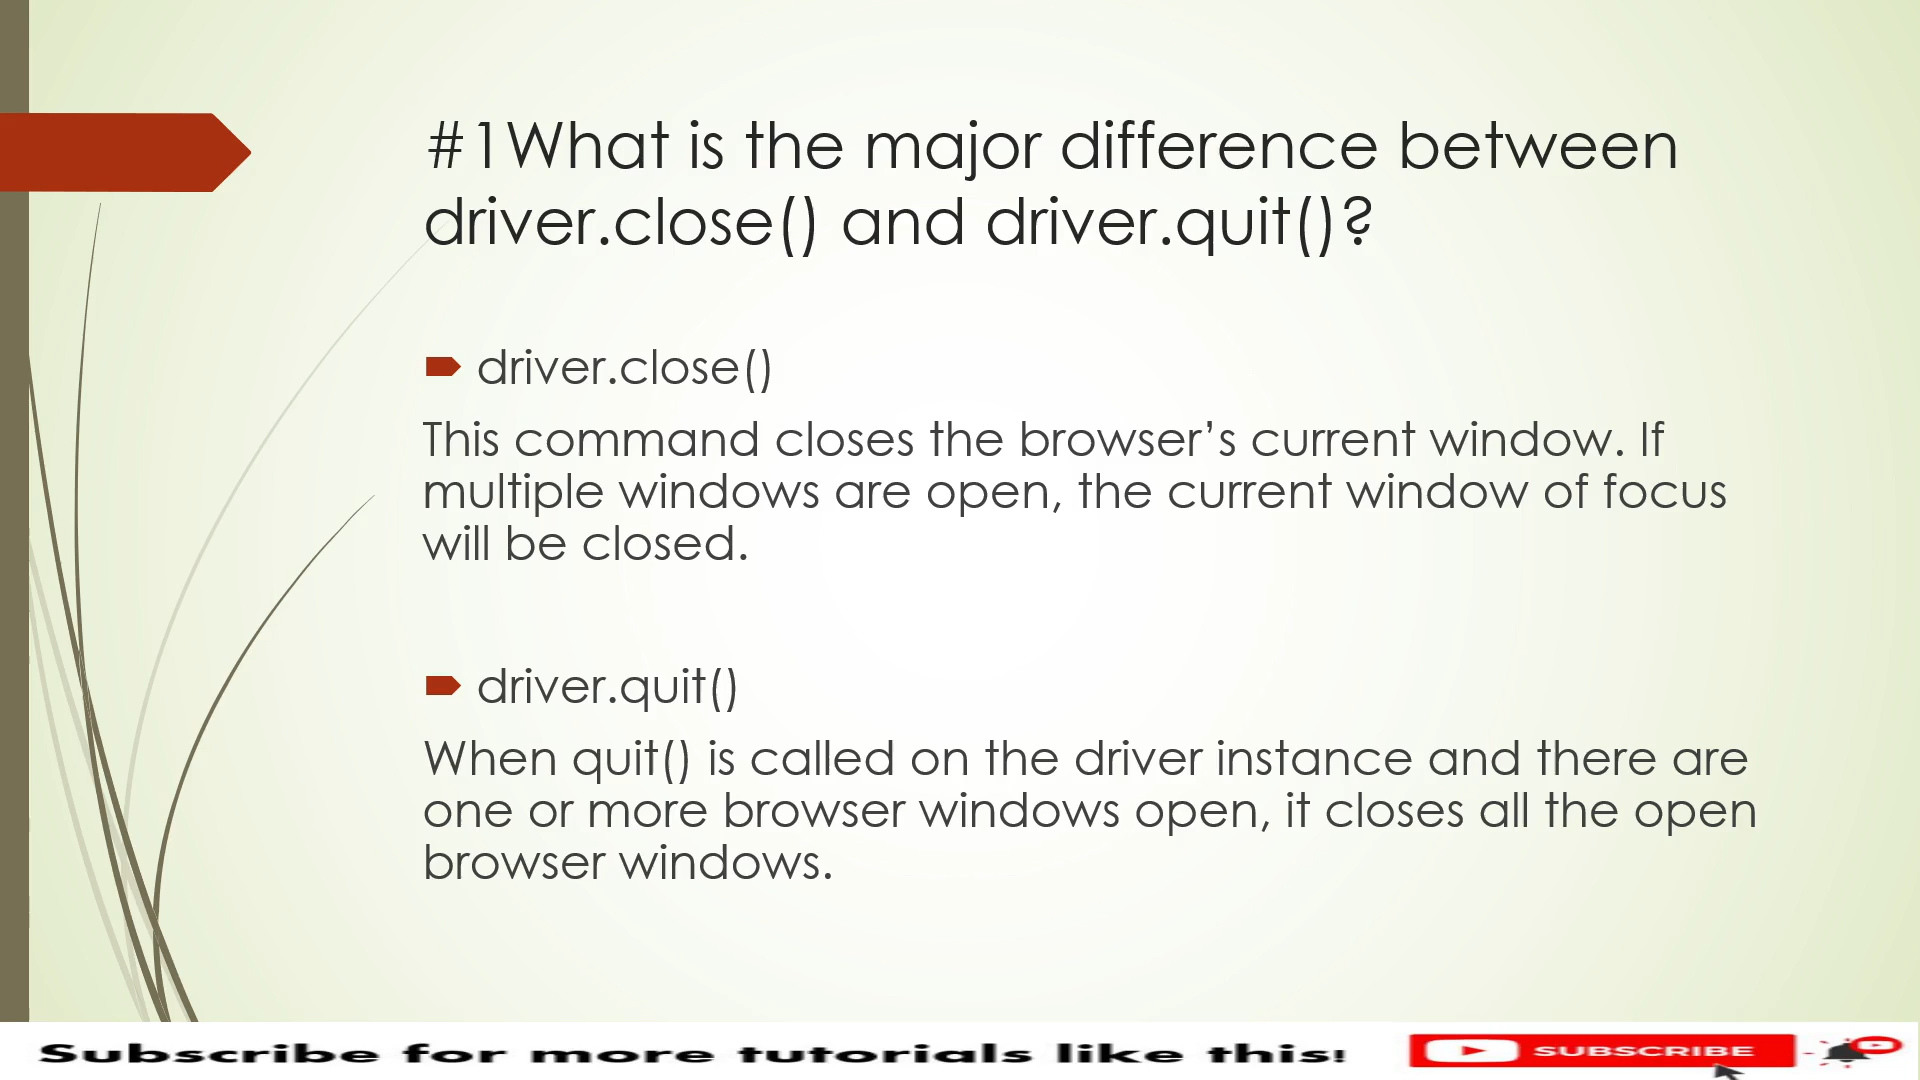 #1What is the major difference between
driver.close() and driver.quit()?
driver.close()
This command closes the browser’s current window. If
multiple windows are open, the current window of focus
will be closed.
driver.quit()
When quit() is called on the driver instance and there are
one or more browser windows open, it closes all the open
browser windows.
Subscribe for more tutorials like this!
SUBSCRIBE